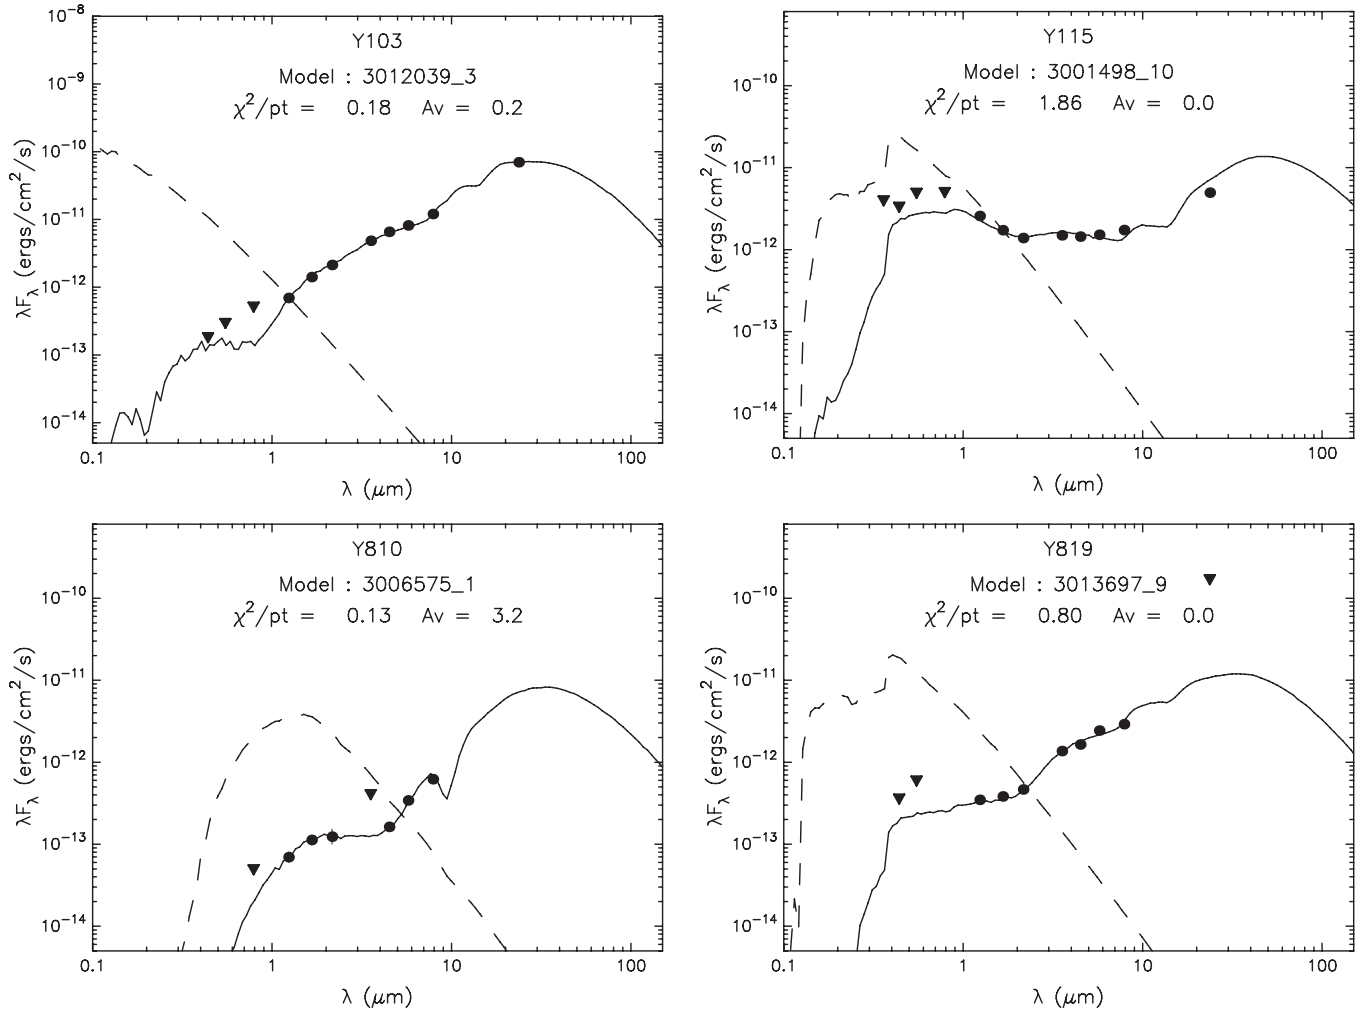 Y103
Model : 3012039_3
χ²/pt = 0.18 Av = 0.2
10⁻⁸
10⁻⁹
10⁻¹⁰
10⁻¹¹
10⁻¹²
10⁻¹³
10⁻¹⁴
λFλ (ergs/cm²/s)
0.1 1 10 100
λ (μm)
Y115
Model : 3001498_10
χ²/pt = 1.86 Av = 0.0
10⁻¹⁰
10⁻¹¹
10⁻¹²
10⁻¹³
10⁻¹⁴
λFλ (ergs/cm²/s)
0.1 1 10 100
λ (μm)
Y810
Model : 3006575_1
χ²/pt = 0.13 Av = 3.2
10⁻¹⁰
10⁻¹¹
10⁻¹²
10⁻¹³
10⁻¹⁴
λFλ (ergs/cm²/s)
0.1 1 10 100
λ (μm)
Y819
Model : 3013697_9
χ²/pt = 0.80 Av = 0.0
10⁻¹⁰
10⁻¹¹
10⁻¹²
10⁻¹³
10⁻¹⁴
λFλ (ergs/cm²/s)
0.1 1 10 100
λ (μm)